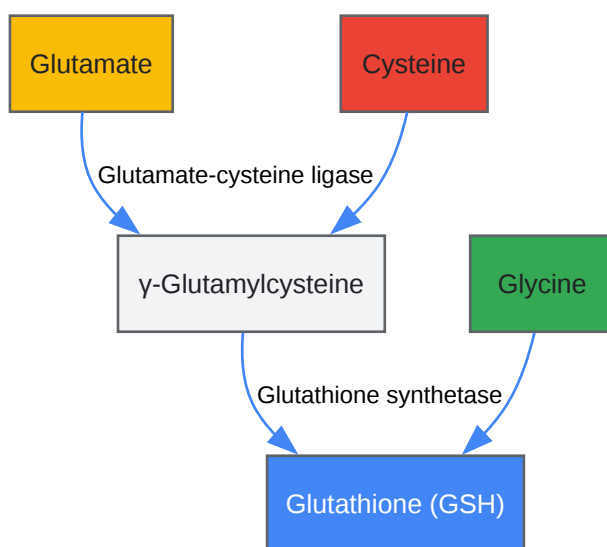 Glutamate
Cysteine
Glutamate-cysteine ligase
γ-Glutamylcysteine
Glycine
Glutathione synthetase
Glutathione (GSH)